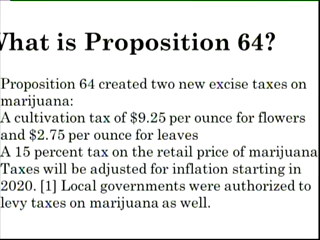 What is Proposition 64?
Proposition 64 created two new excise taxes on
marijuana:
A cultivation tax of $9.25 per ounce for flowers
and $2.75 per ounce for leaves
A 15 percent tax on the retail price of marijuana
Taxes will be adjusted for inflation starting in
2020. [1] Local governments were authorized to
levy taxes on marijuana as well.